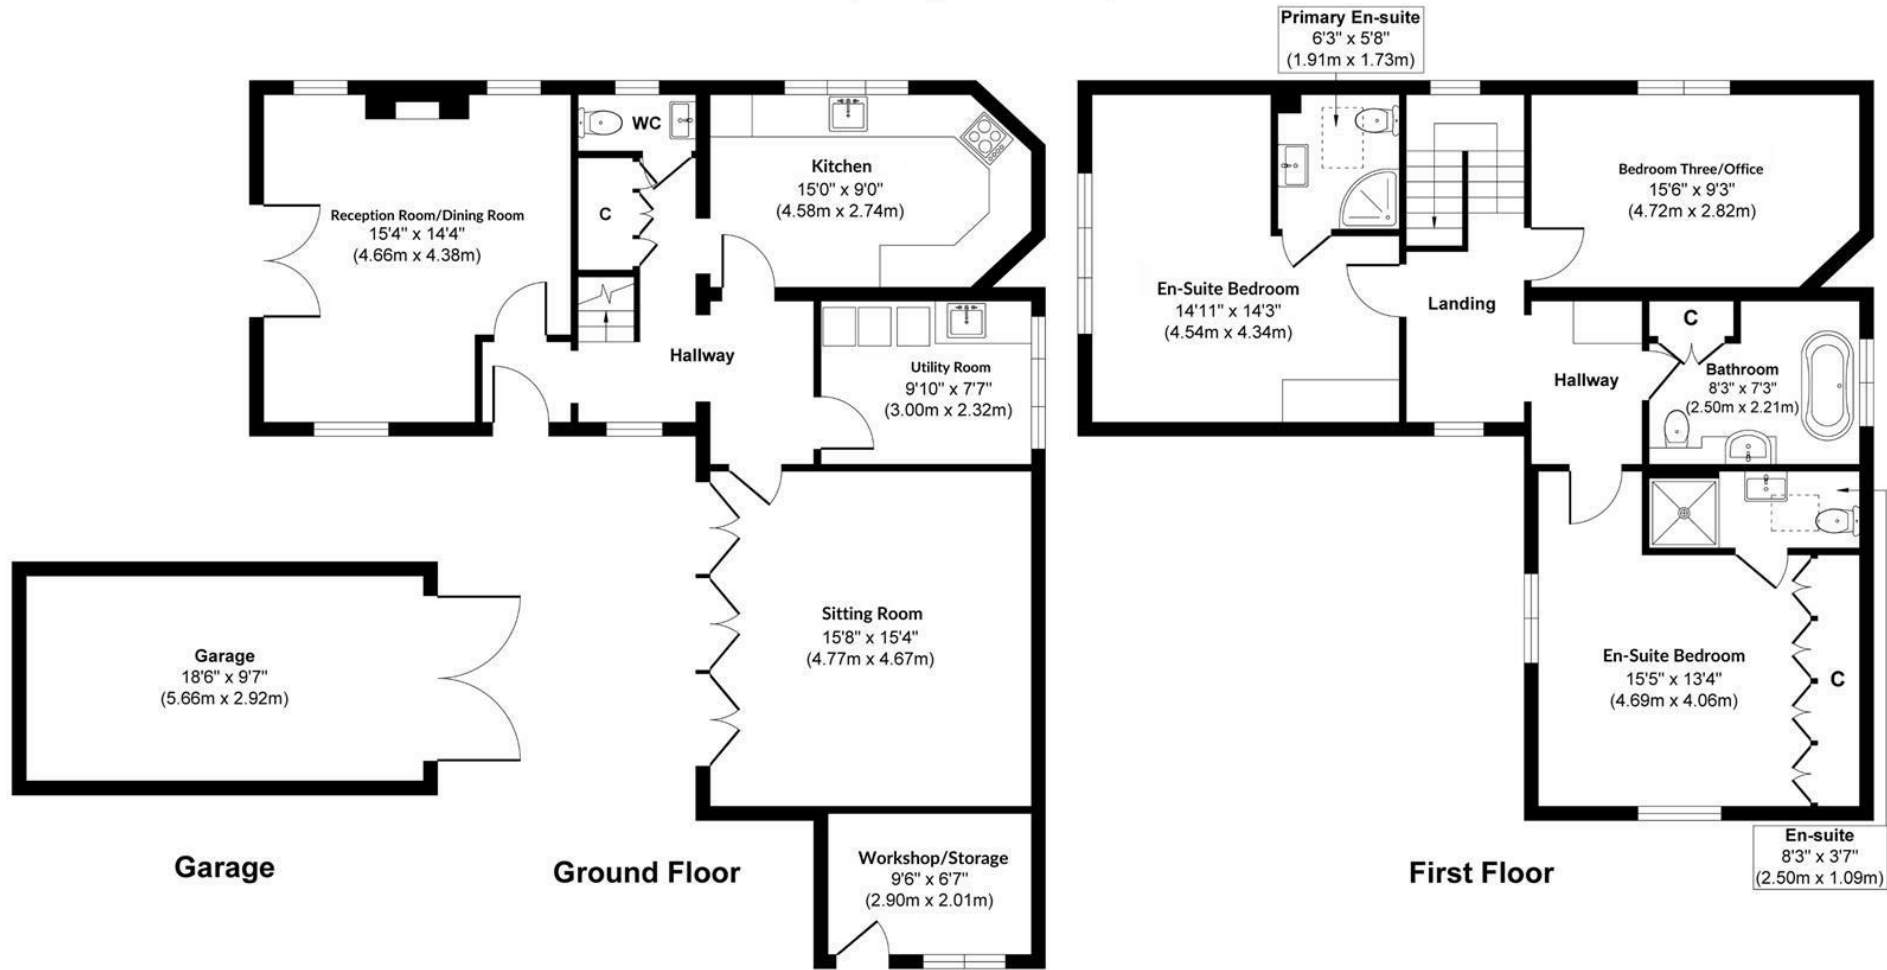 Primary En-suite
6'3" x 5'8"
(1.91m x 1.73m)
WC
Kitchen
15'0" x 9'0"
(4.58m x 2.74m)
Reception Room/Dining Room
15'4" x 14'4"
(4.66m x 4.38m)
C
Hallway
Utility Room
9'10" x 7'7"
(3.00m x 2.32m)
Sitting Room
15'8" x 15'4"
(4.77m x 4.67m)
Garage
18'6" x 9'7"
(5.66m x 2.92m)
Workshop/Storage
9'6" x 6'7"
(2.90m x 2.01m)
Garage
Ground Floor
Bedroom Three/Office
15'6" x 9'3"
(4.72m x 2.82m)
En-Suite Bedroom
14'11" x 14'3"
(4.54m x 4.34m)
Landing
Hallway
C
Bathroom
8'3" x 7'3"
(2.50m x 2.21m)
En-Suite Bedroom
15'5" x 13'4"
(4.69m x 4.06m)
C
First Floor
En-suite
8'3" x 3'7"
(2.50m x 1.09m)